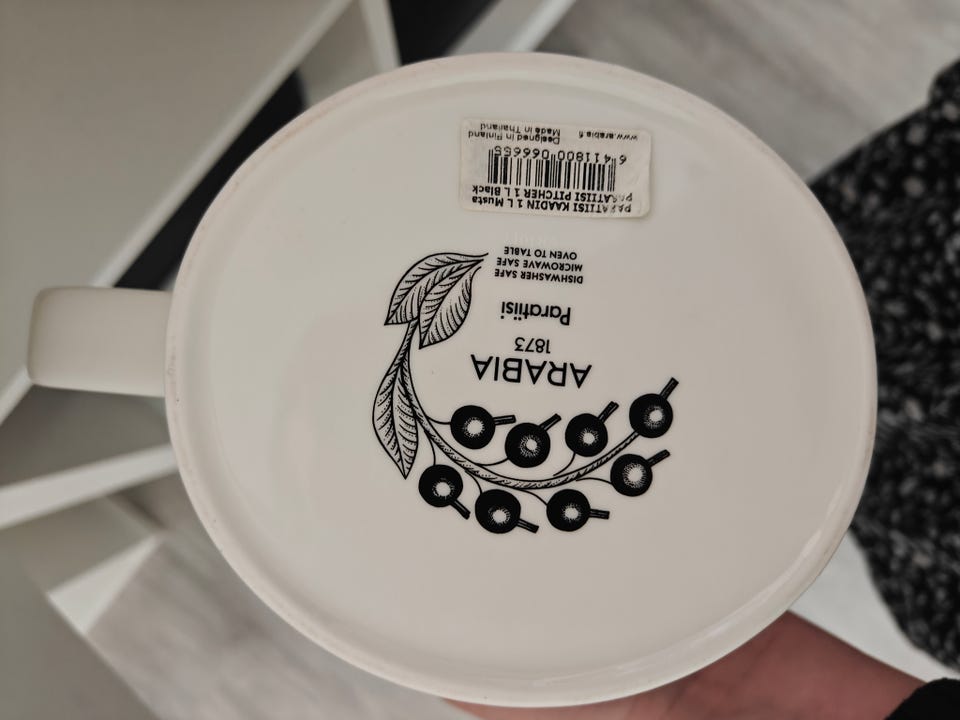 ARABIA
1873
Paratiisi
DISHWASHER SAFE
MICROWAVE SAFE
OVEN TO TABLE
PARATIISI KAADIN 1 L Musta
PARATIISI PITCHER 1 L Black
6 411800 066655
Designed in Finland
Made in Thailand
www.arabia.fi